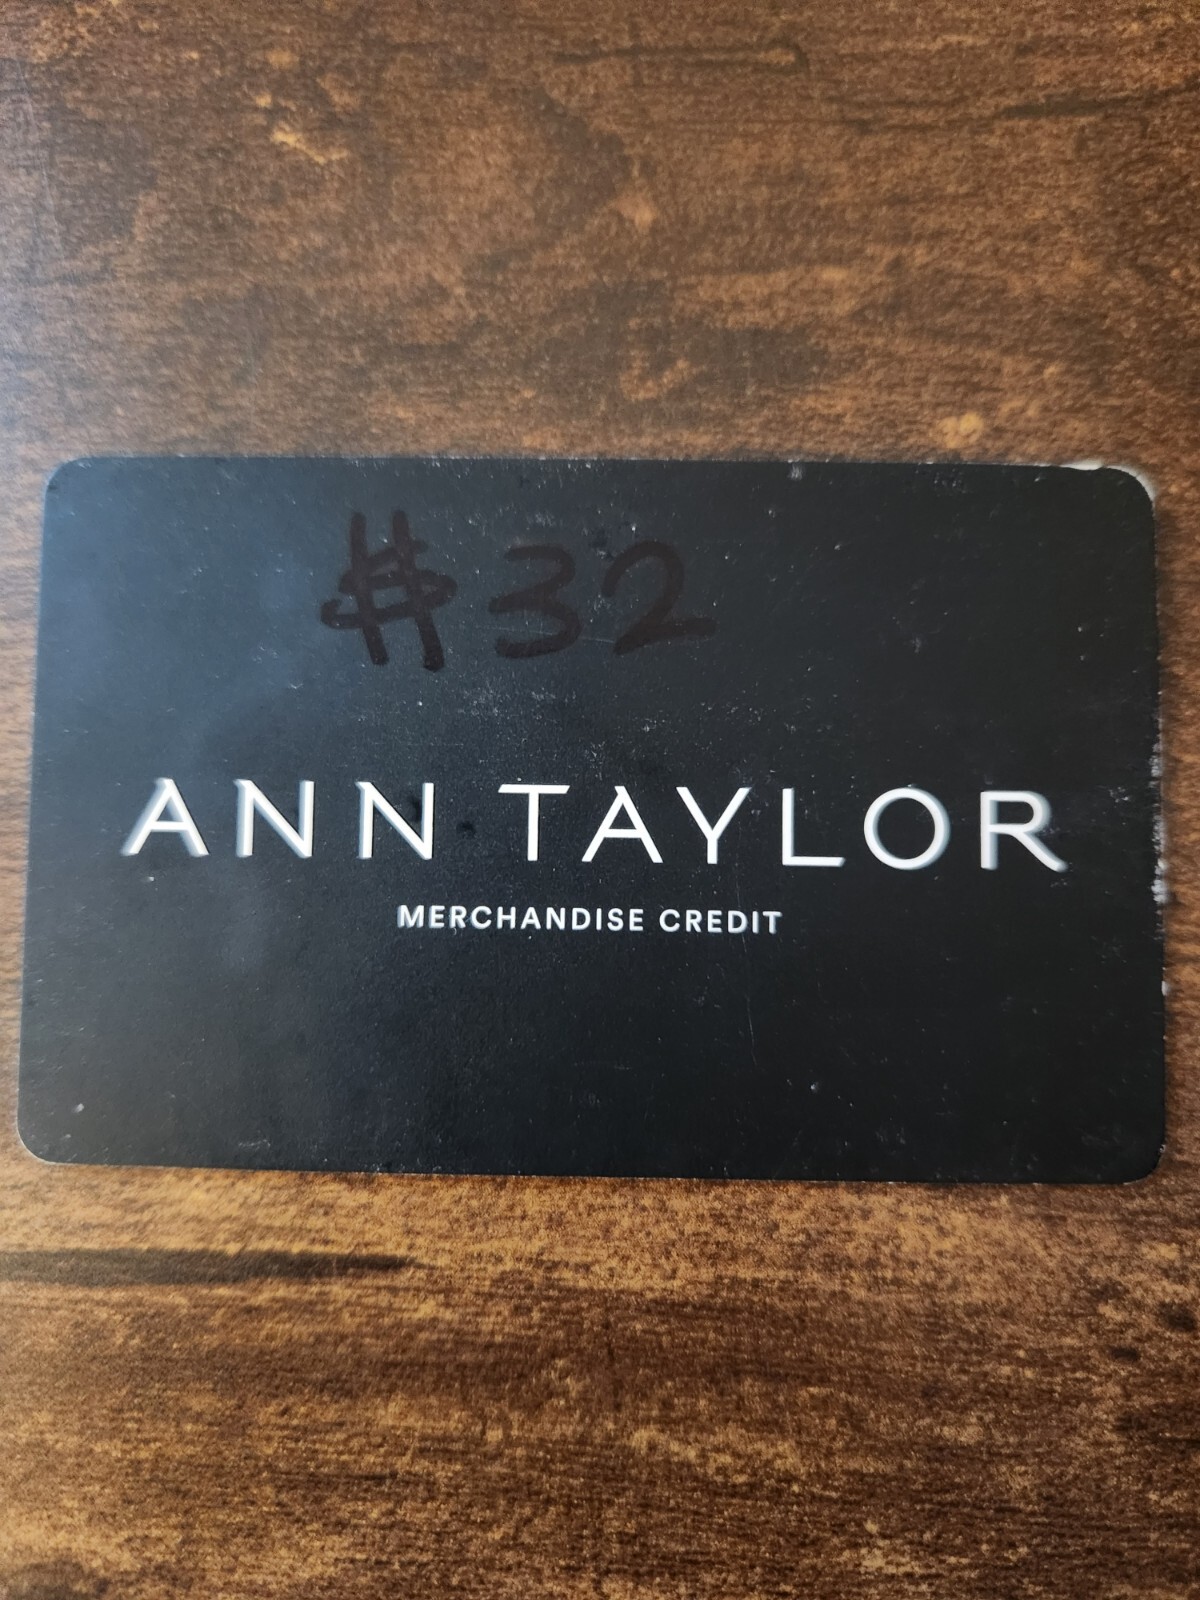 #32
ANN TAYLOR
MERCHANDISE CREDIT